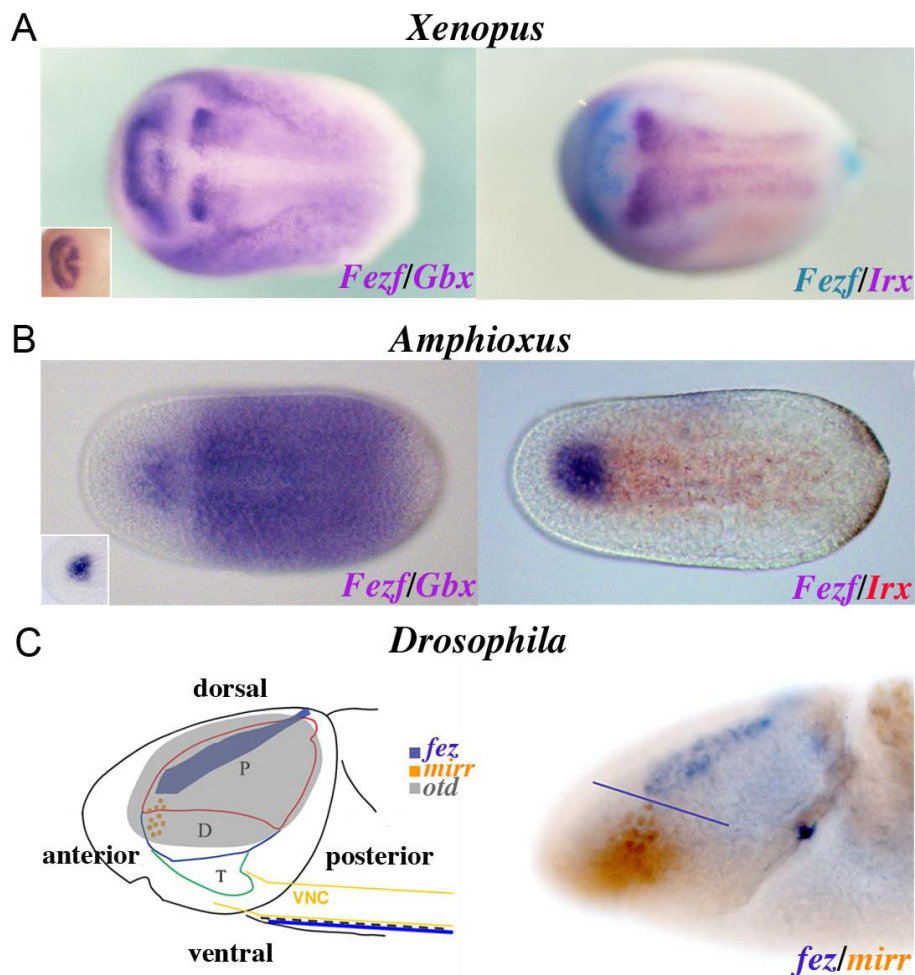 A
Xenopus
Fezf/Gbx
Fezf/Irx
B
Amphioxus
Fezf/Gbx
Fezf/Irx
C
Drosophila
dorsal
fez
mirr
otd
P
D
anterior
posterior
T
VNC
ventral
fez/mirr